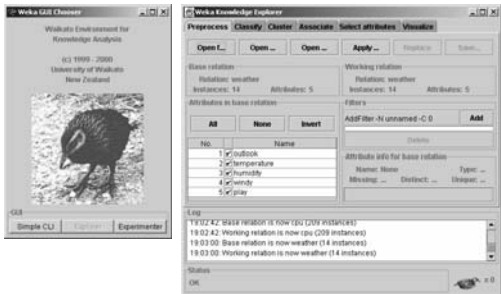 Weka GUI Chooser
Waikato Environment for
Knowledge Analysis
(c) 1999 - 2000
University of Waikato
New Zealand
GUI
Simple CLI Explorer Experimenter
Weka Knowledge Explorer
Preprocess Classify Cluster Associate Select attributes Visualize
Open f... Open ... Open ... Apply ... Replace Save...
Base relation Working relation
Relation: weather Relation: weather
Instances: 14 Attributes: 5 Instances: 14 Attributes: 5
Attributes in base relation Filters
All None Invert AddFilter -N unnamed -C 0 Add
Delete
No. Name
1 outlook
2 temperature
3 humidity
4 windy
5 play
Attribute info for base relation
Name: None Type: ...
Missing: ... Distinct: ... Unique: ...
Log
19:02:42: Base relation is now cpu (209 instances)
19:02:42: Working relation is now cpu (209 instances)
19:03:00: Base relation is now weather (14 instances)
19:03:00: Working relation is now weather (14 instances)
Status
OK
x 0